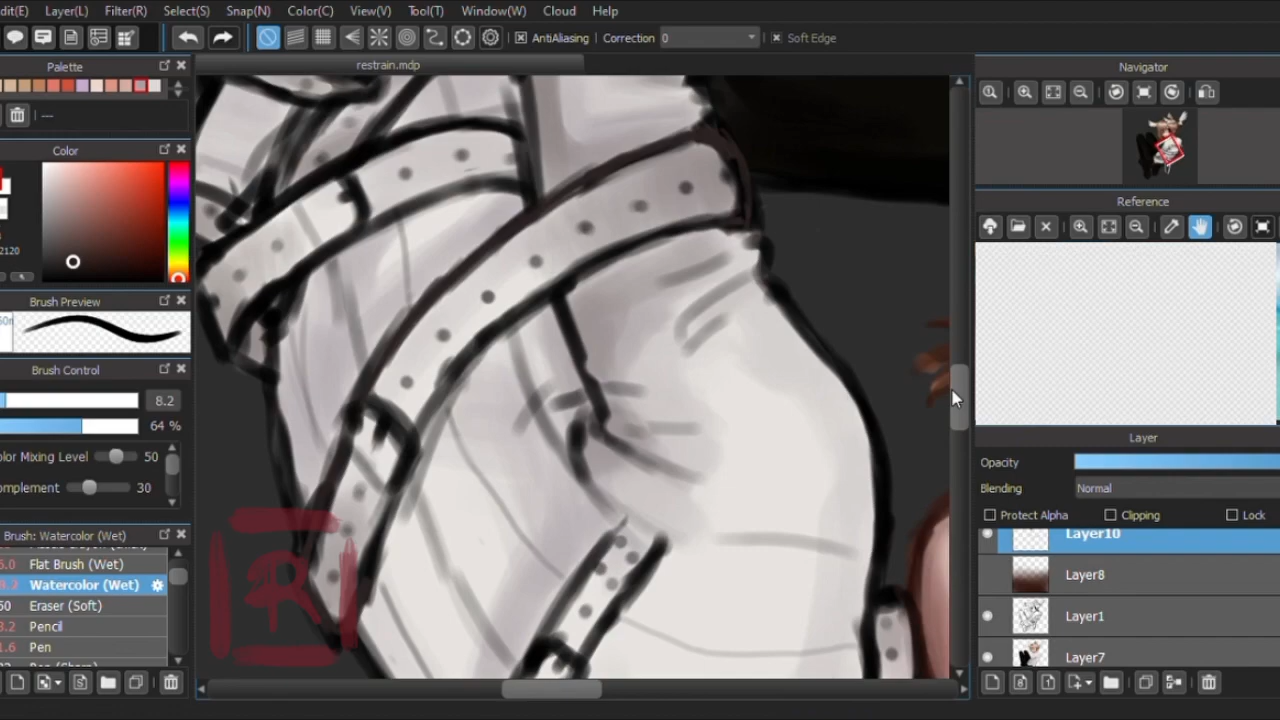 dit(E) Layer(L) Filter(R) Select(S) Snap(N) Color(C) View(V) Tool(T) Window(W) Cloud Help
AntiAliasing Correction 0 Soft Edge
Palette
restrain.mdp
Navigator
---
Color
2120
Reference
Brush Preview
Brush Control
8.2
64 %
olor Mixing Level 50
omplement 30
Layer
Opacity
Blending Normal
Protect Alpha Clipping Lock
Brush: Watercolor (Wet)
Layer10
Flat Brush (Wet)
Watercolor (Wet)
Layer8
50 Eraser (Soft)
Layer1
Pencil
Pen
Layer7
R